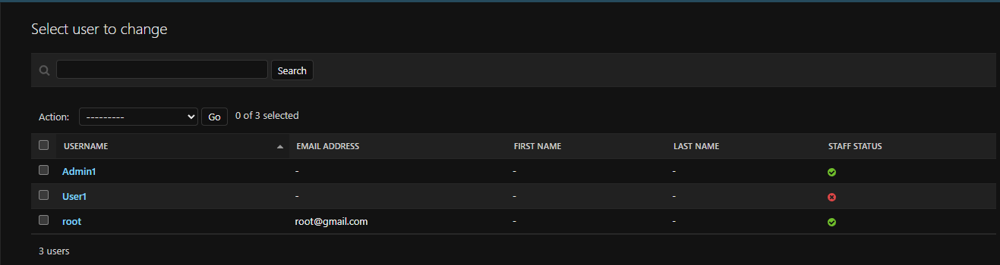 Select user to change
Search
Action: --------- Go 0 of 3 selected
USERNAME EMAIL ADDRESS FIRST NAME LAST NAME STAFF STATUS
Admin1 - - -
User1 - - -
root root@gmail.com - -
3 users